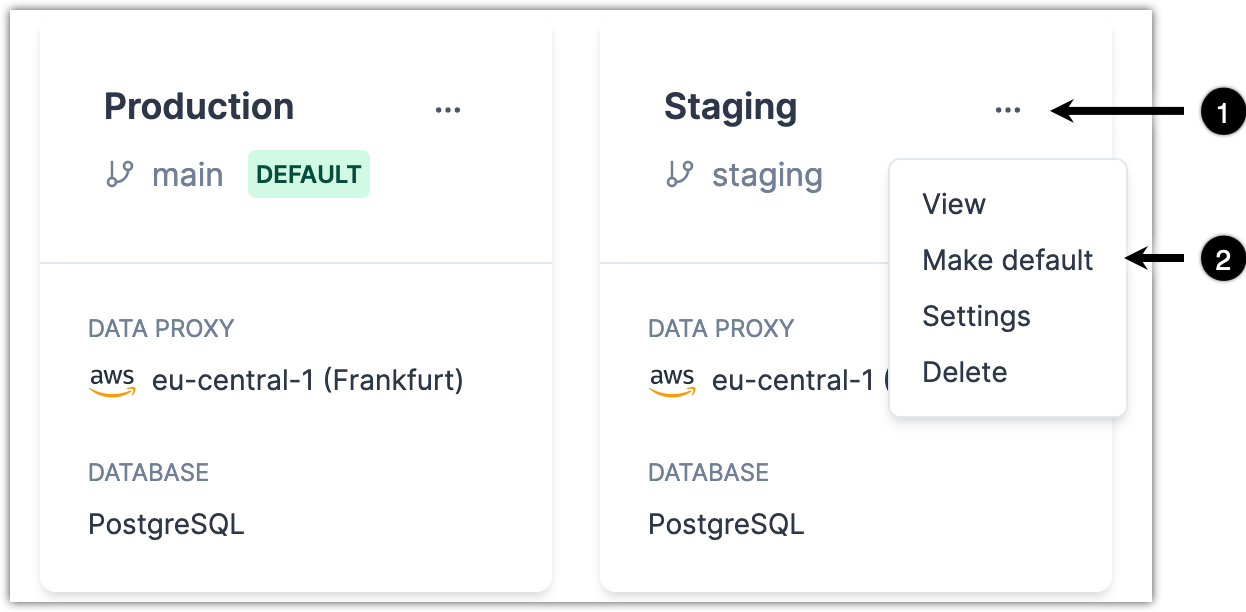 Production ...
main DEFAULT
DATA PROXY
aws eu-central-1 (Frankfurt)
DATABASE
PostgreSQL
Staging ...
staging
DATA PROXY
aws eu-central-1 (
DATABASE
PostgreSQL
View
Make default
Settings
Delete
1
2